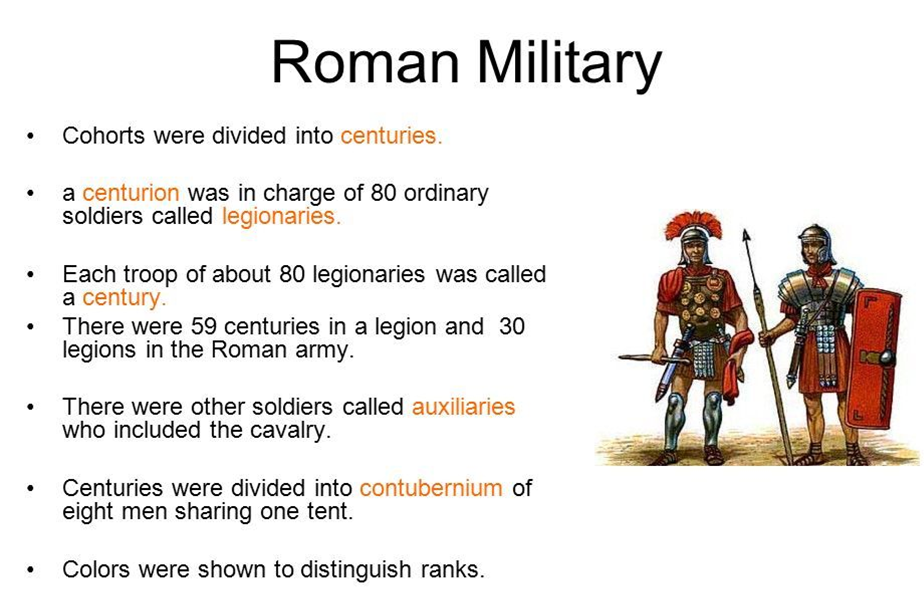 Roman Military
• Cohorts were divided into centuries.
• a centurion was in charge of 80 ordinary
soldiers called legionaries.
• Each troop of about 80 legionaries was called
a century.
• There were 59 centuries in a legion and 30
legions in the Roman army.
• There were other soldiers called auxiliaries
who included the cavalry.
• Centuries were divided into contubernium of
eight men sharing one tent.
• Colors were shown to distinguish ranks.